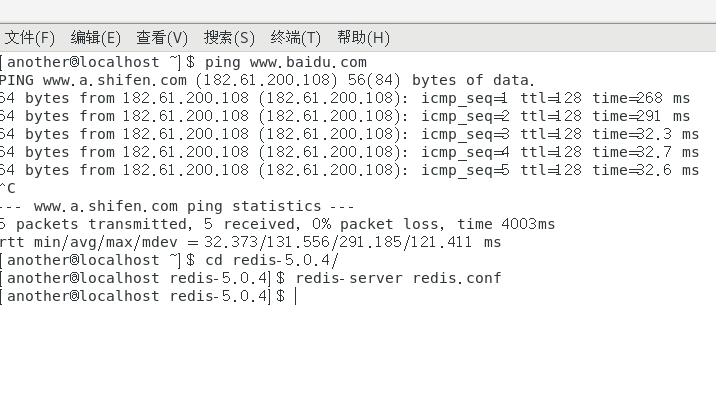 文件(F) 编辑(E) 查看(V) 搜索(S) 终端(T) 帮助(H)
[another@localhost ~]$ ping www.baidu.com
PING www.a.shifen.com (182.61.200.108) 56(84) bytes of data.
64 bytes from 182.61.200.108 (182.61.200.108): icmp_seq=1 ttl=128 time=268 ms
64 bytes from 182.61.200.108 (182.61.200.108): icmp_seq=2 ttl=128 time=291 ms
64 bytes from 182.61.200.108 (182.61.200.108): icmp_seq=3 ttl=128 time=32.3 ms
64 bytes from 182.61.200.108 (182.61.200.108): icmp_seq=4 ttl=128 time=32.7 ms
64 bytes from 182.61.200.108 (182.61.200.108): icmp_seq=5 ttl=128 time=32.6 ms
^C
--- www.a.shifen.com ping statistics ---
5 packets transmitted, 5 received, 0% packet loss, time 4003ms
rtt min/avg/max/mdev = 32.373/131.556/291.185/121.411 ms
[another@localhost ~]$ cd redis-5.0.4/
[another@localhost redis-5.0.4]$ redis-server redis.conf
[another@localhost redis-5.0.4]$